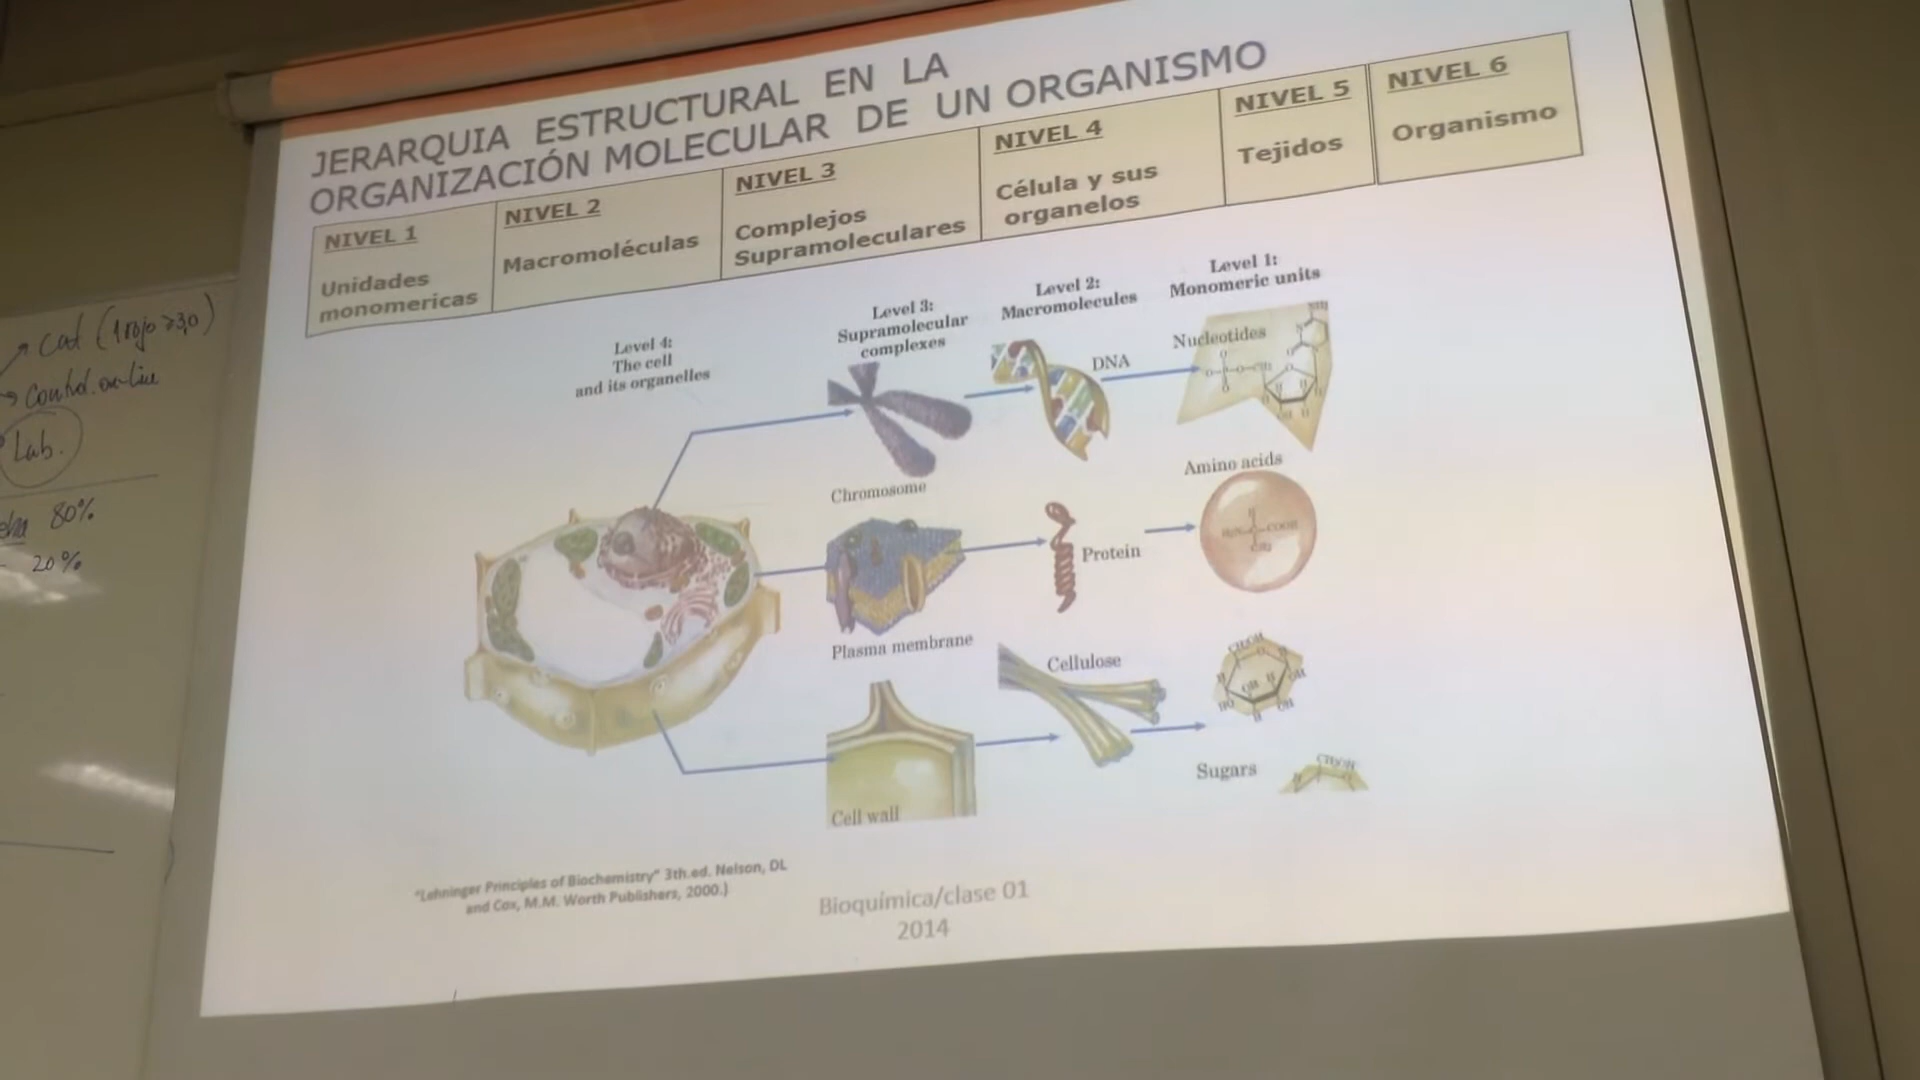 JERARQUIA ESTRUCTURAL EN LA
ORGANIZACIÓN MOLECULAR DE UN ORGANISMO
NIVEL 1
Unidades
monomericas
NIVEL 2
Macromoléculas
NIVEL 3
Complejos
Supramoleculares
NIVEL 4
Célula y sus
organelos
NIVEL 5
Tejidos
NIVEL 6
Organismo
Level 4:
The cell
and its organelles
Level 3:
Supramolecular
complexes
Level 2:
Macromolecules
Level 1:
Monomeric units
DNA
Nucleotides
Chromosome
Amino acids
Protein
Plasma membrane
Cellulose
Cell wall
Sugars
"Lehninger Principles of Biochemistry" 3th.ed. Nelson, DL
and Cox, M.M. Worth Publishers, 2000.)
Bioquímica/clase 01
2014
Lab.
80%
20%